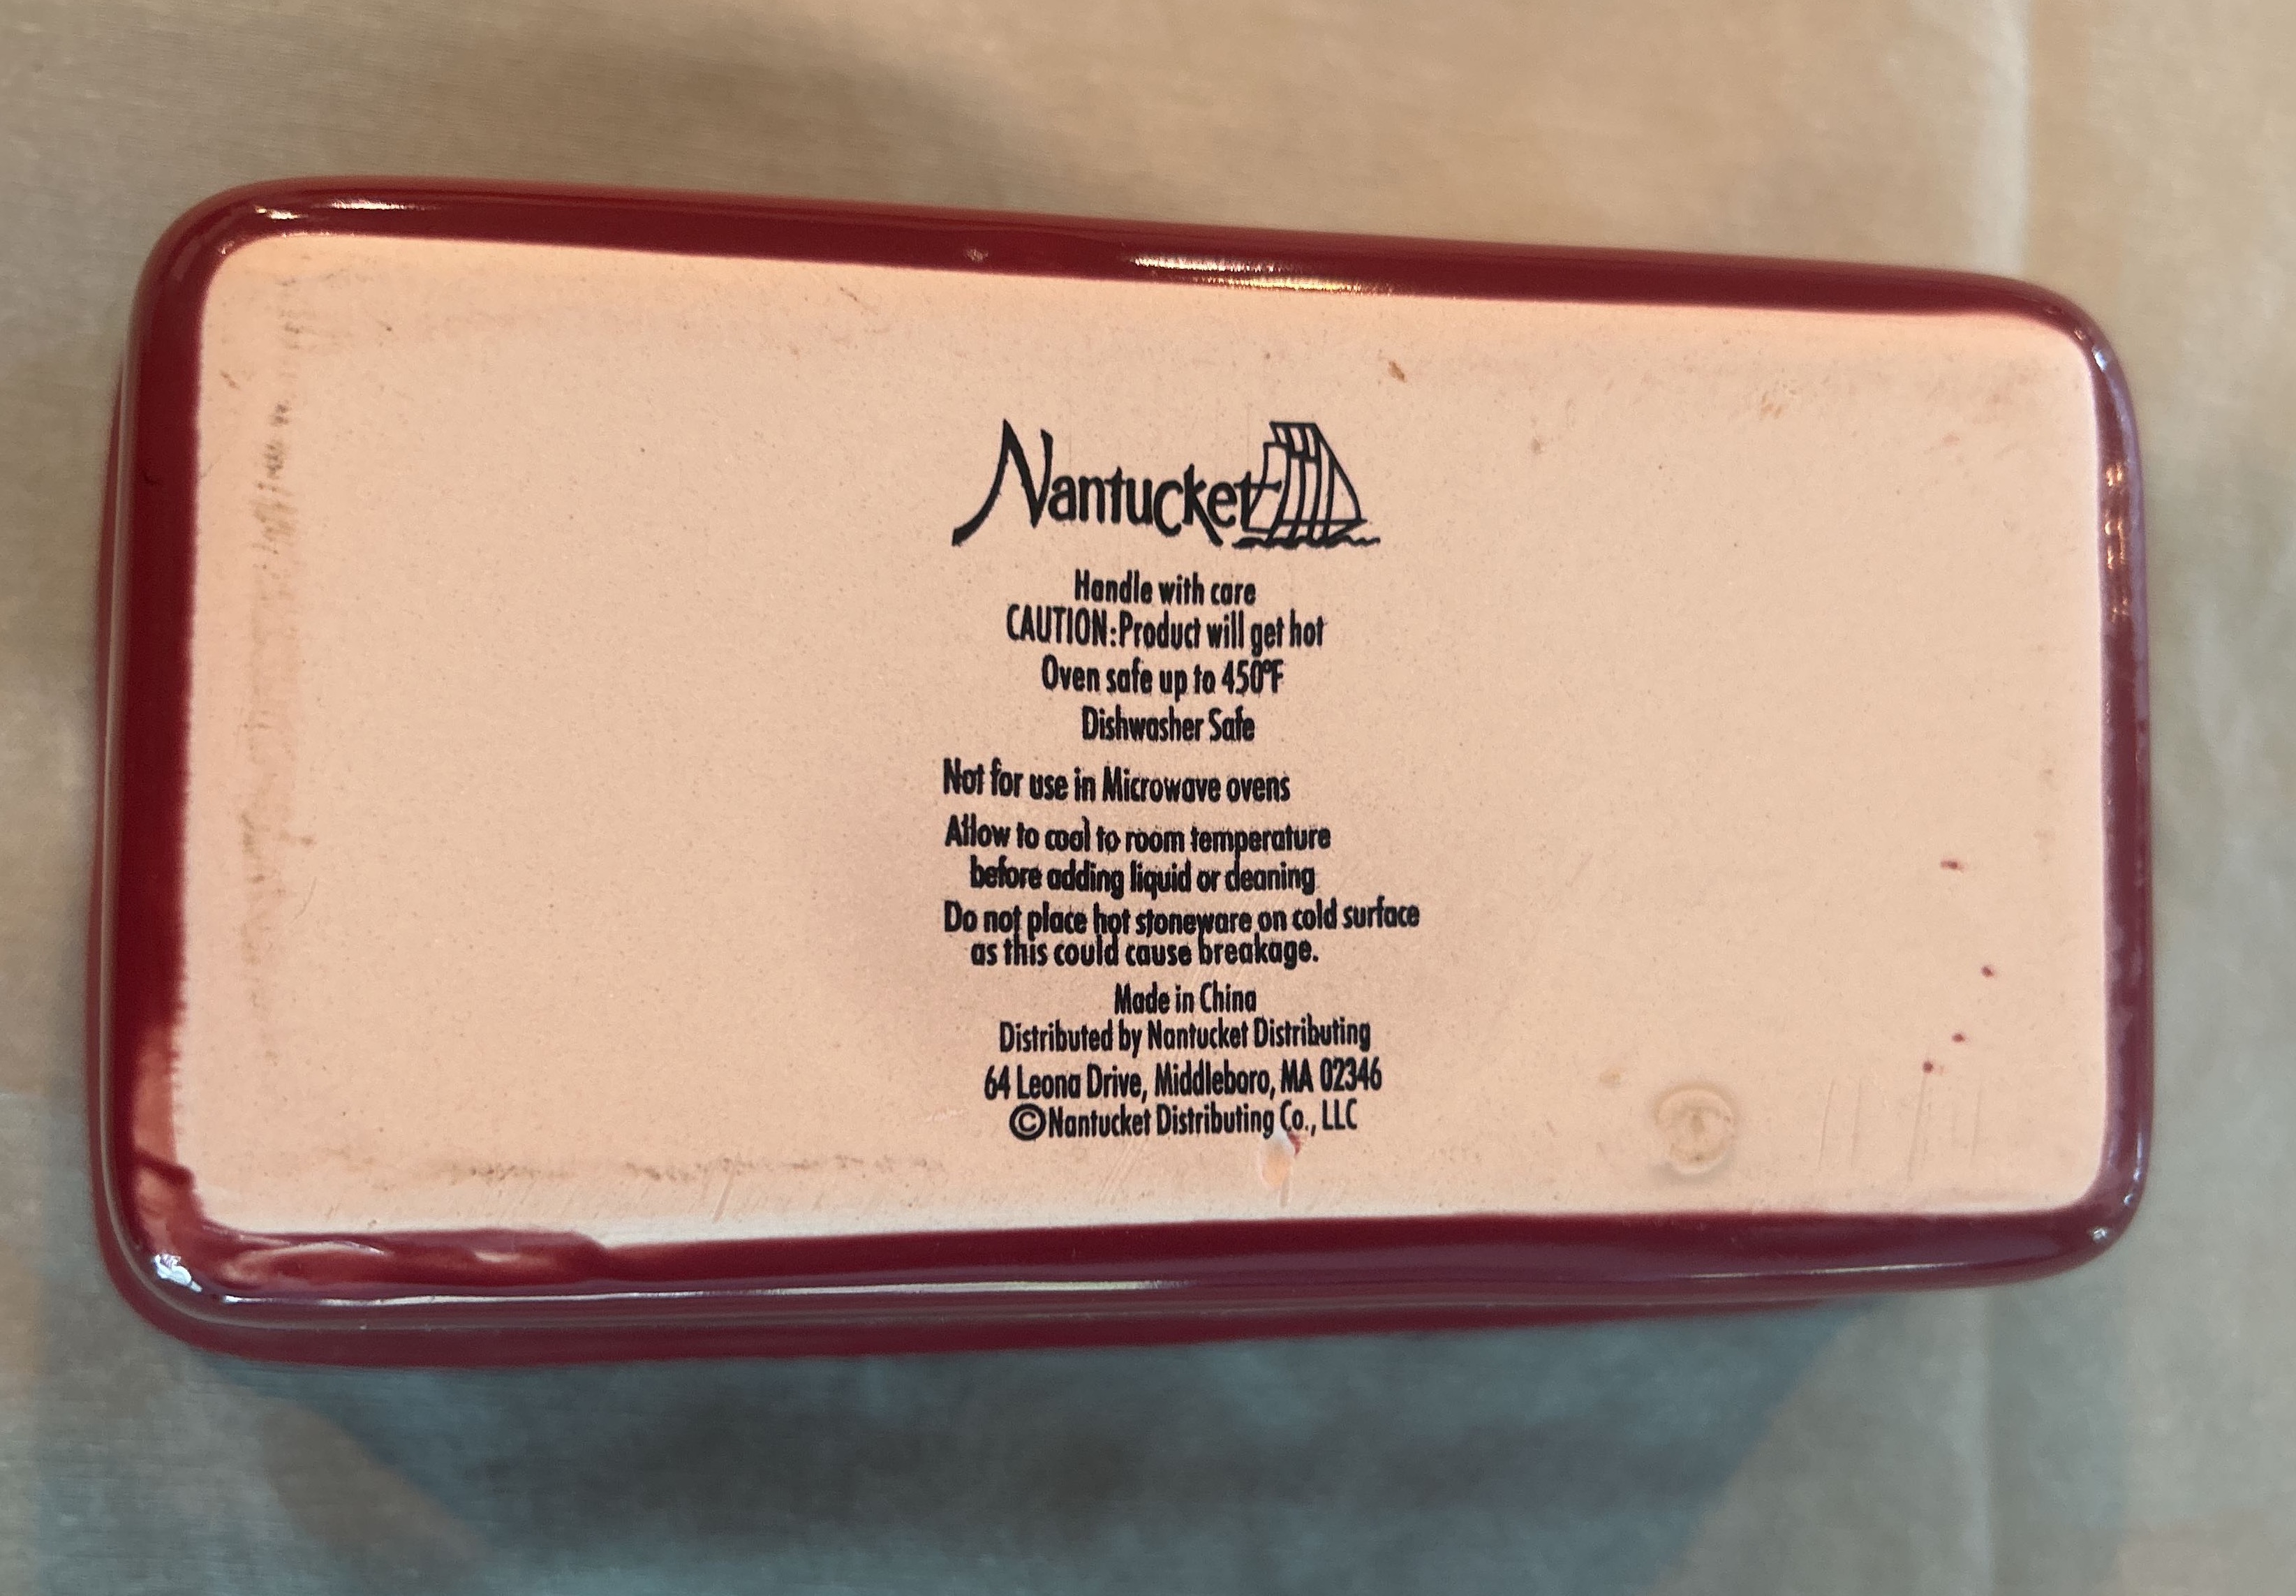 Nantucket
Handle with care
CAUTION: Product will get hot
Oven safe up to 450°F
Dishwasher Safe
Not for use in Microwave ovens
Allow to cool to room temperature
before adding liquid or cleaning
Do not place hot stoneware on cold surface
as this could cause breakage.
Made in China
Distributed by Nantucket Distributing
64 Leona Drive, Middleboro, MA 02346
©Nantucket Distributing Co., LLC